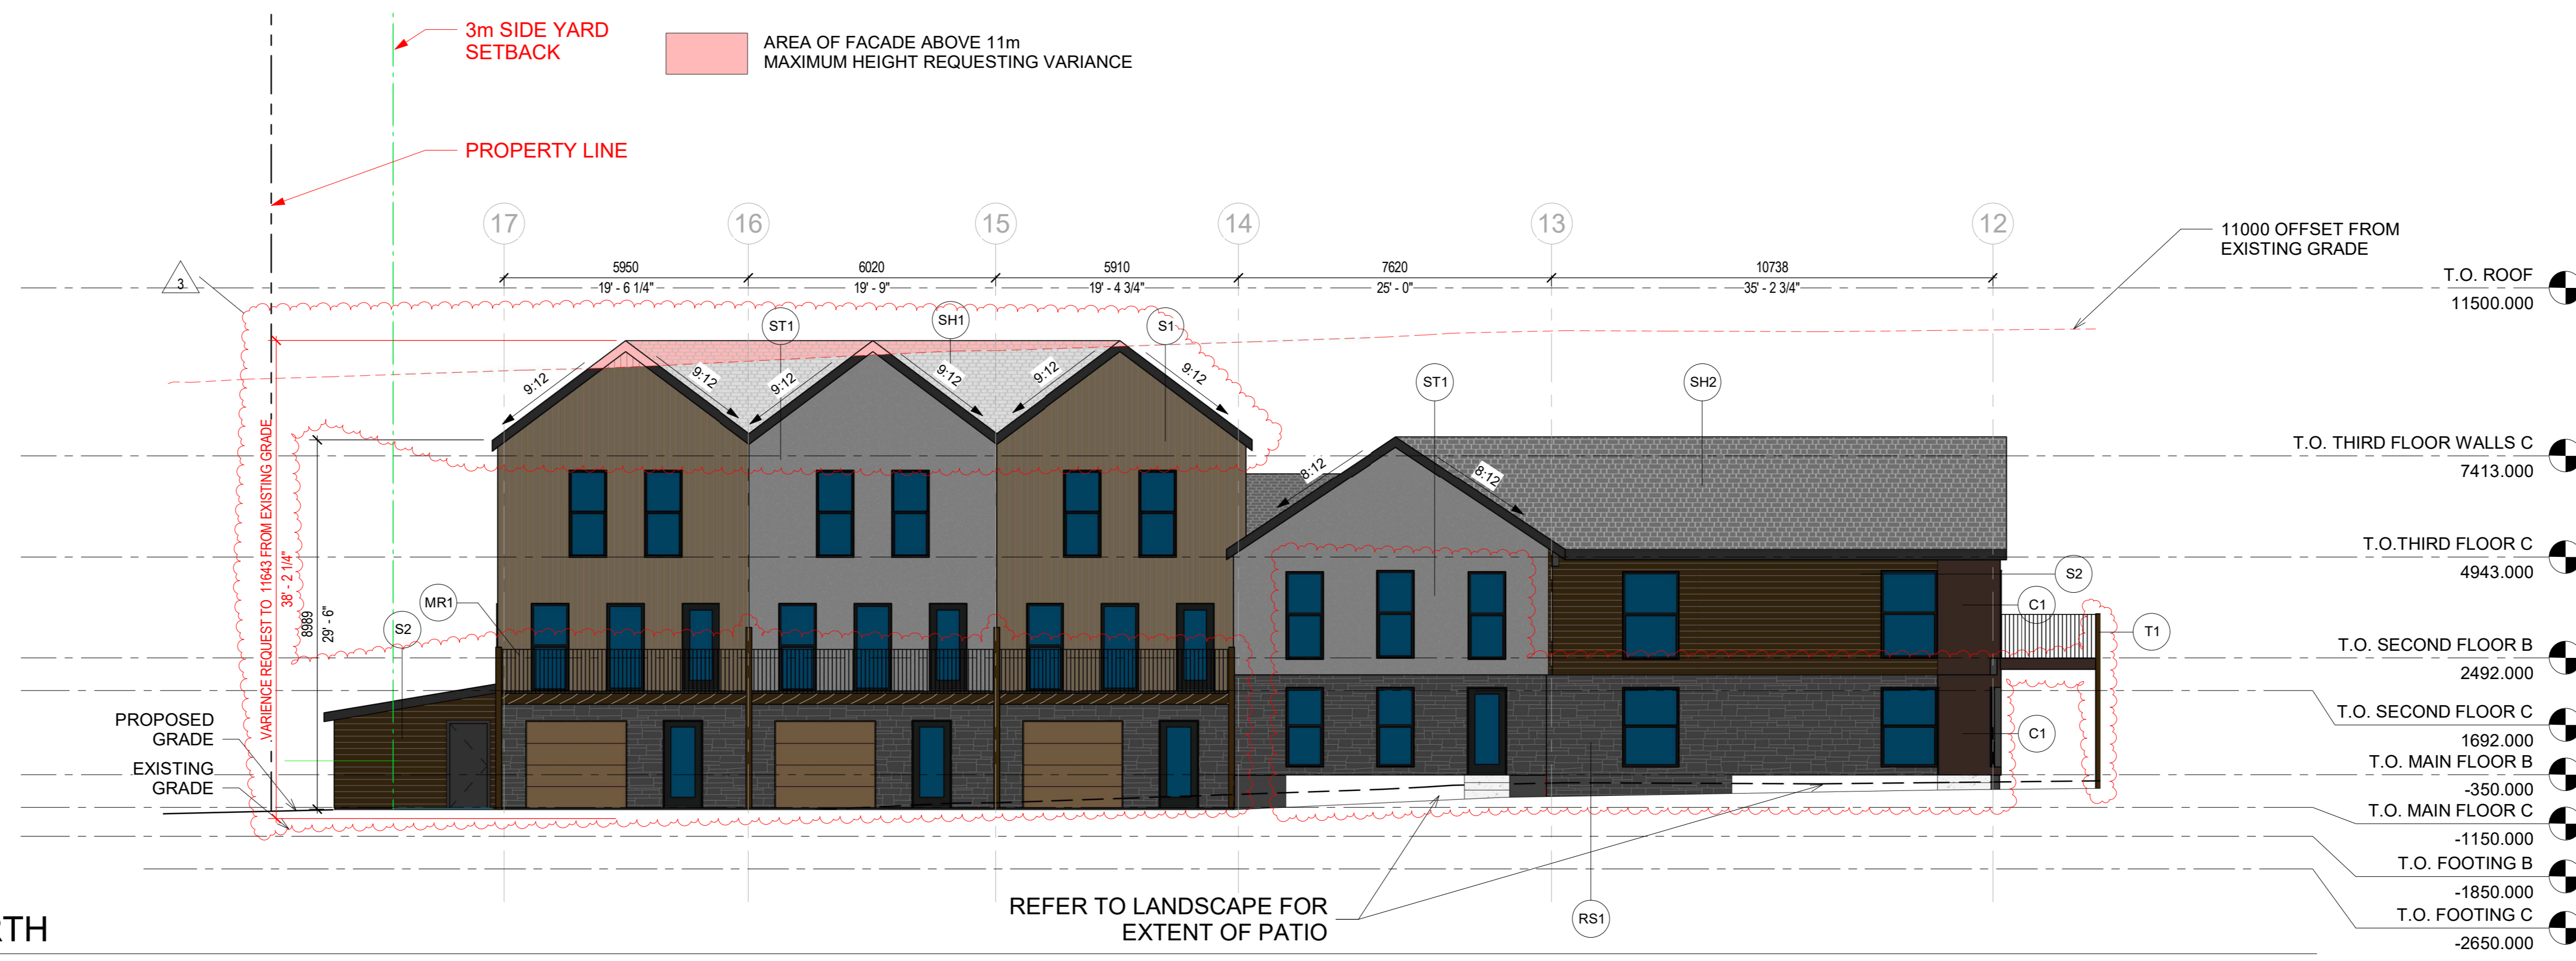 3m SIDE YARD
SETBACK
AREA OF FACADE ABOVE 11m
MAXIMUM HEIGHT REQUESTING VARIANCE
PROPERTY LINE
17
16
15
14
13
12
11000 OFFSET FROM
EXISTING GRADE
3
5950
19' - 6 1/4"
6020
19' - 9"
5910
19' - 4 3/4"
7620
25' - 0"
10738
35' - 2 3/4"
T.O. ROOF
11500.000
ST1
SH1
S1
9:12
9:12
9:12
9:12
9:12
9:12
ST1
SH2
8:12
8:12
T.O. THIRD FLOOR WALLS C
7413.000
T.O.THIRD FLOOR C
4943.000
VARIENCE REQUEST TO 11643 FROM EXISTING GRADE
38' - 2 1/4"
8989
29' - 6"
S2
MR1
S2
C1
T1
C1
T.O. SECOND FLOOR B
2492.000
T.O. SECOND FLOOR C
1692.000
T.O. MAIN FLOOR B
-350.000
T.O. MAIN FLOOR C
-1150.000
T.O. FOOTING B
-1850.000
T.O. FOOTING C
-2650.000
PROPOSED
GRADE
EXISTING
GRADE
REFER TO LANDSCAPE FOR
EXTENT OF PATIO
RS1
RTH